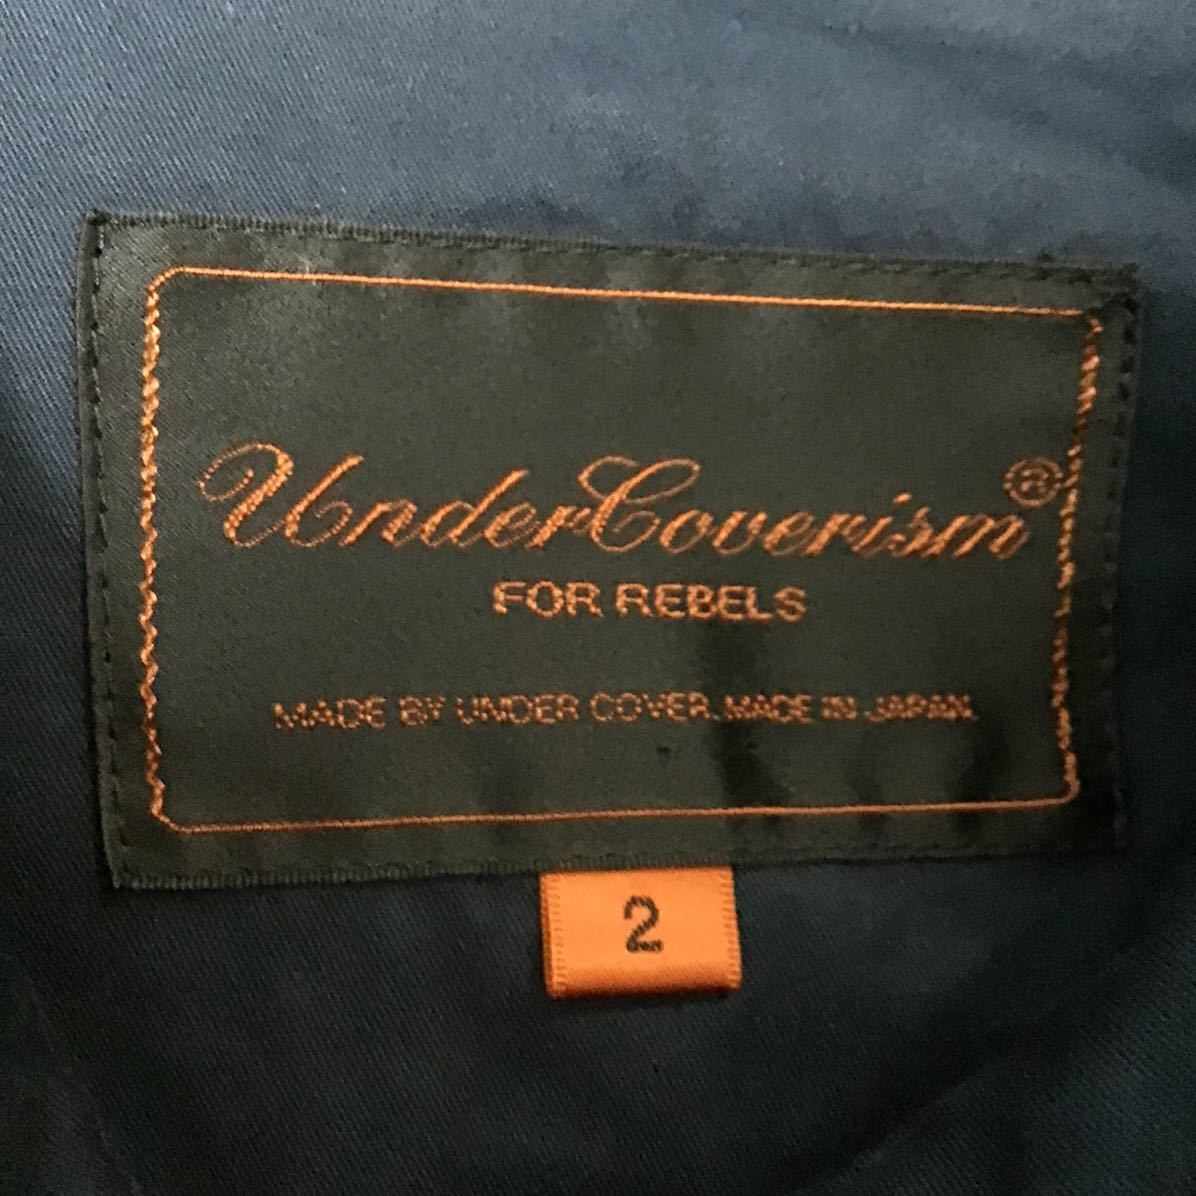 UnderCoverism®
FOR REBELS
MADE BY UNDER COVER. MADE IN JAPAN.
2